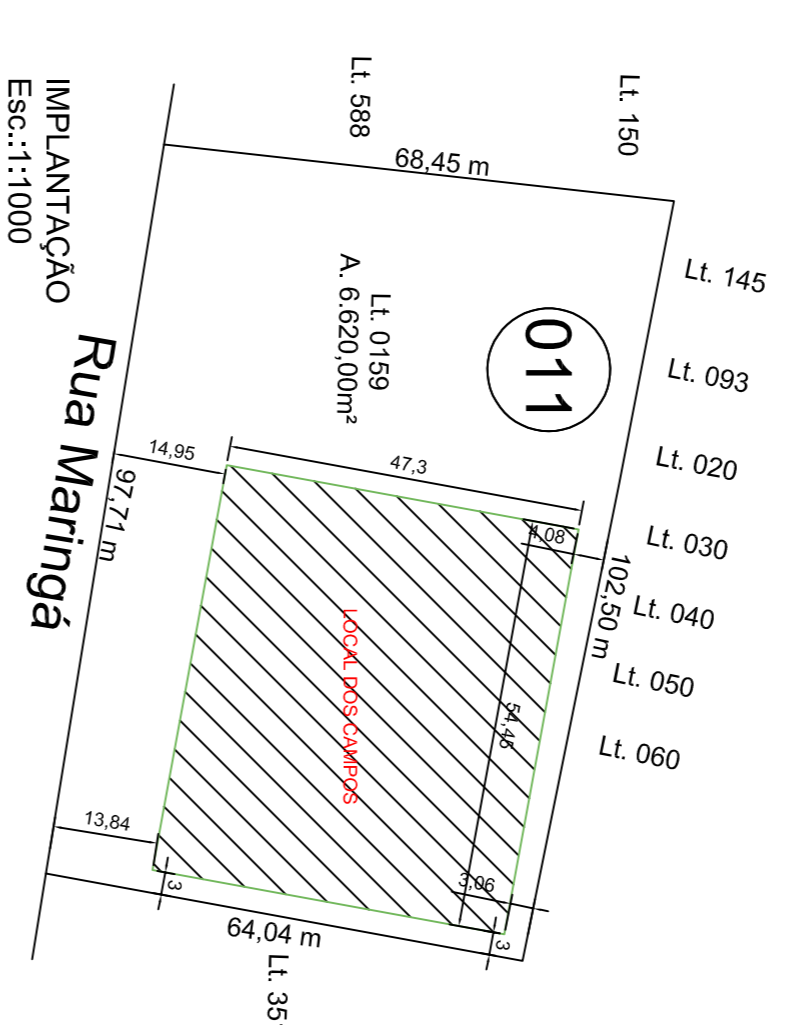 Lt. 150
Lt. 588
68,45 m
Lt. 145
Lt. 093
Lt. 020
Lt. 030
Lt. 040
Lt. 050
Lt. 060
011
Lt. 0159
A. 6.620,00m²
IMPLANTAÇÃO
Esc.:1:1000
Rua Maringá
97,71 m
102,50 m
14,95
47,3
4,08
54,45
LOCAL DOS CAMPOS
13,84
3
3,06
3
64,04 m